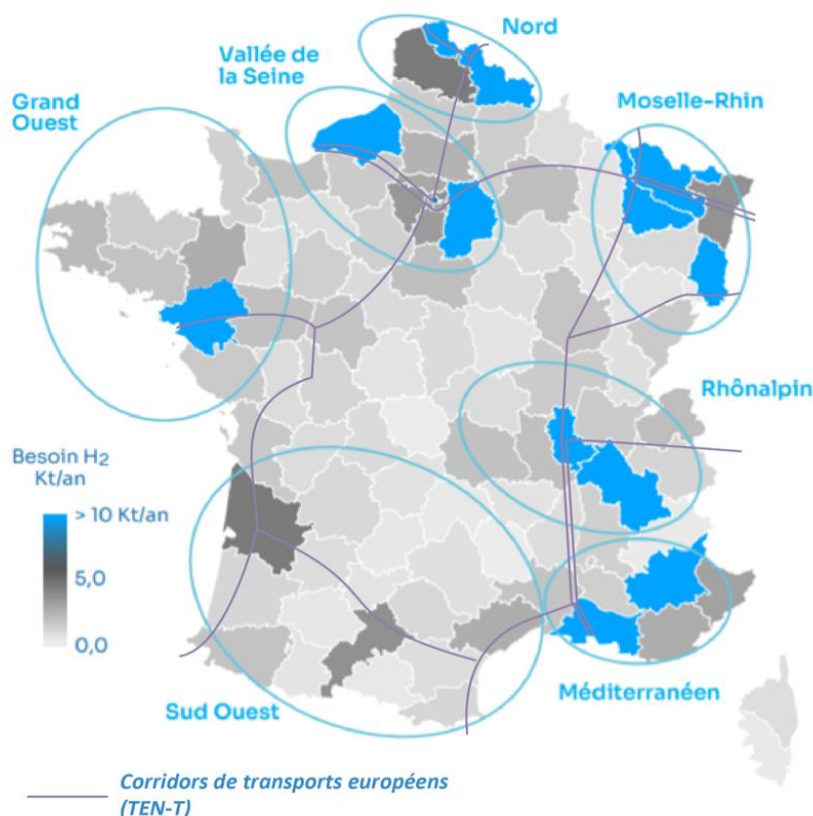 Nord
Vallée de
la Seine
Grand
Ouest
Moselle-Rhin
Rhônalpin
Besoin H2
Kt/an
> 10 Kt/an
5,0
0,0
Méditerranéen
Sud Ouest
Corridors de transports européens
(TEN-T)